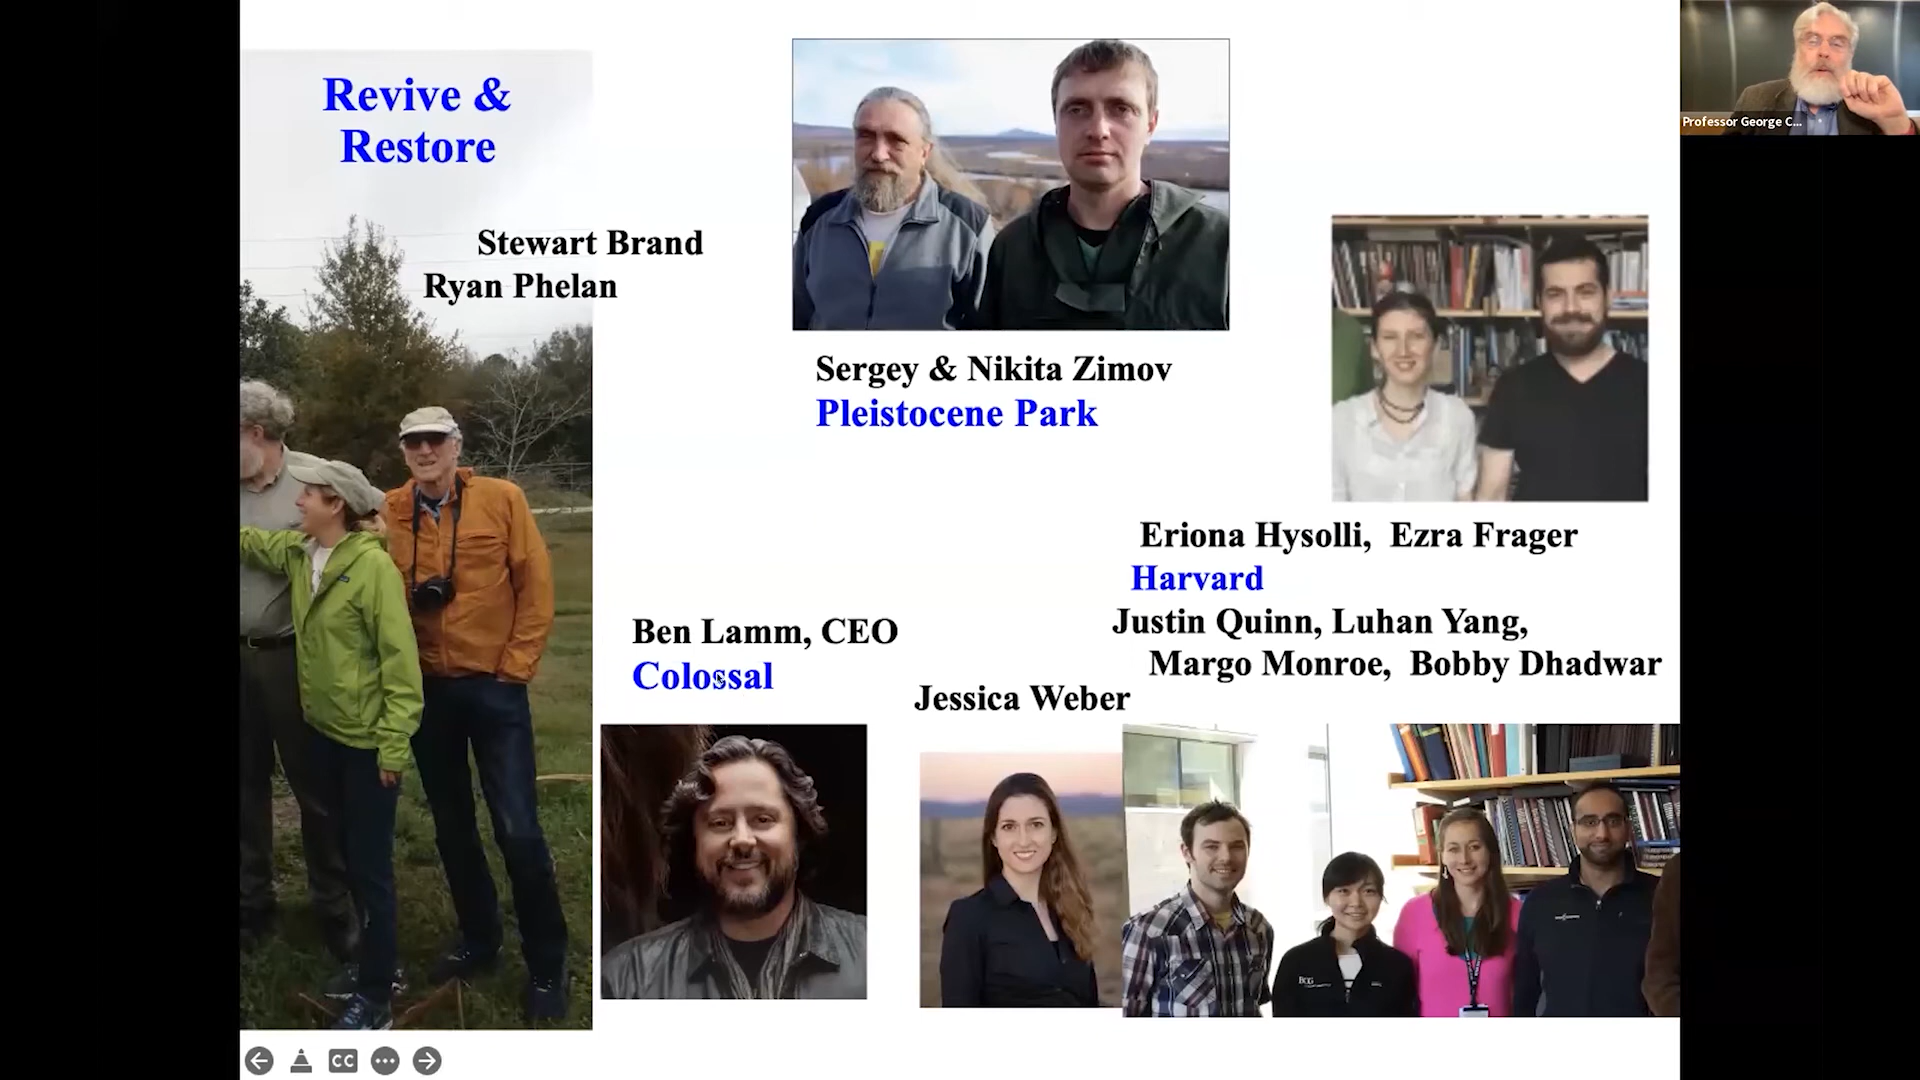 Revive &
Restore
Stewart Brand
Ryan Phelan
Sergey & Nikita Zimov
Pleistocene Park
Eriona Hysolli, Ezra Frager
Harvard
Justin Quinn, Luhan Yang,
Margo Monroe, Bobby Dhadwar
Ben Lamm, CEO
Colossal
Jessica Weber
Professor George C...
CC